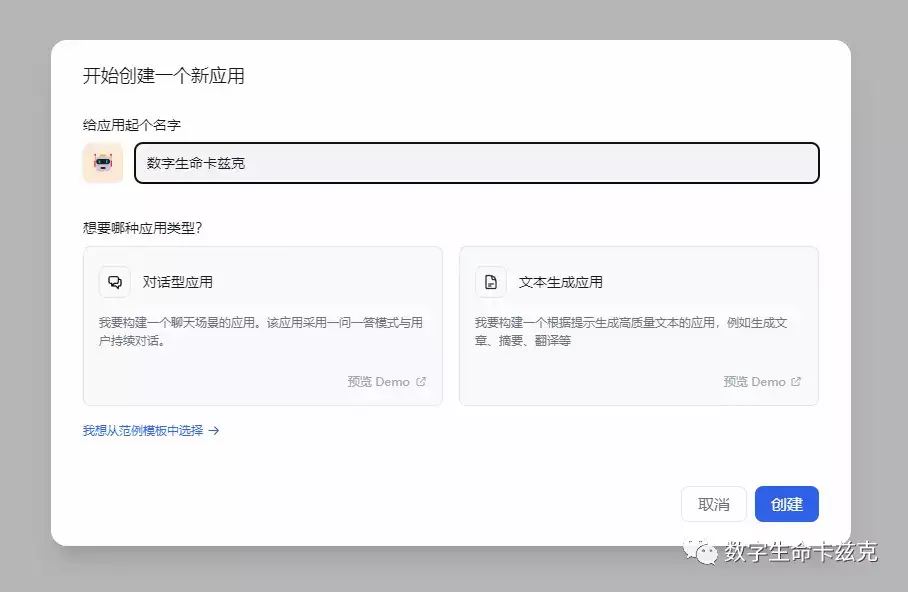 开始创建一个新应用
给应用起个名字
数字生命卡兹克
想要哪种应用类型?
对话型应用
我要构建一个聊天场景的应用。该应用采用一问一答模式与用
户持续对话。
预览 Demo
文本生成应用
我要构建一个根据提示生成高质量文本的应用，例如生成文
章、摘要、翻译等
预览 Demo
我想从范例模板中选择 →
取消
创建
数字生命卡兹克